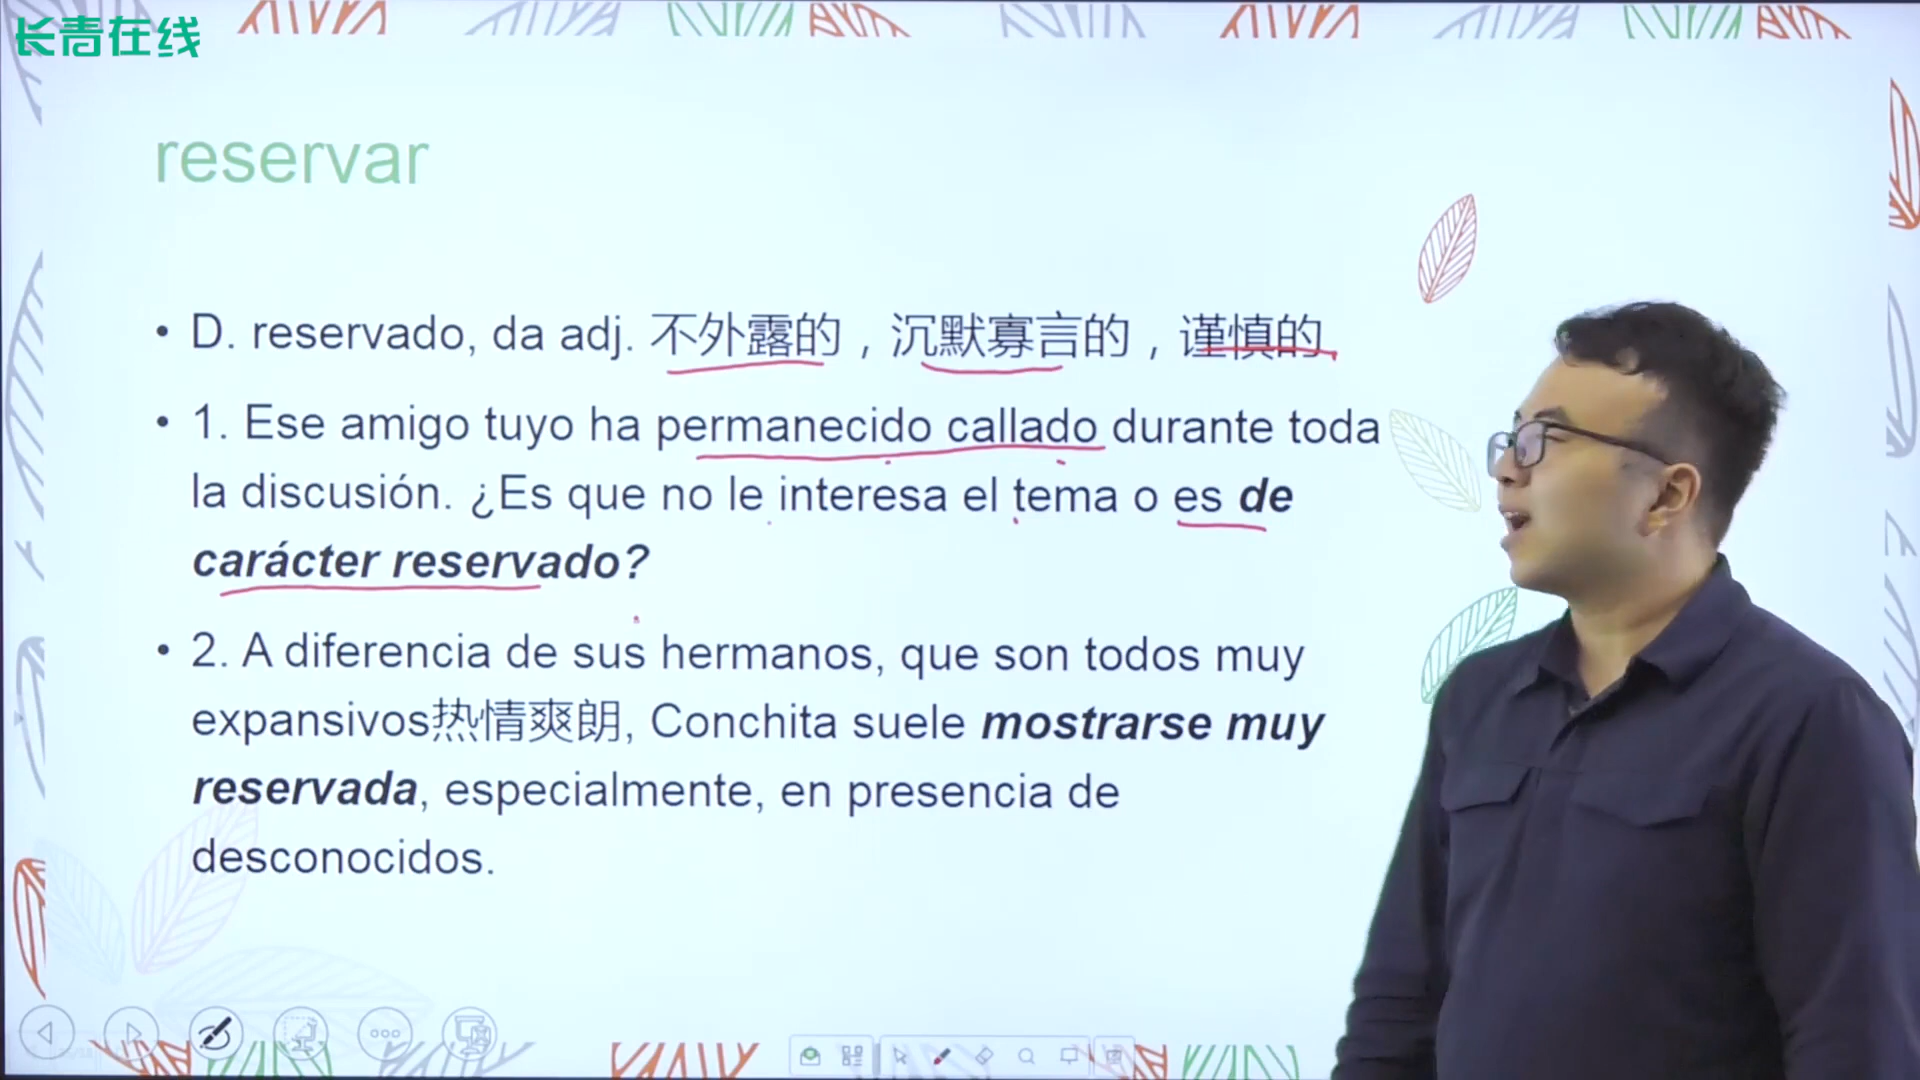 长青在线
reservar
• D. reservado, da adj. 不外露的，沉默寡言的，谨慎的
• 1. Ese amigo tuyo ha permanecido callado durante toda
la discusión. ¿Es que no le interesa el tema o es de
carácter reservado?
• 2. A diferencia de sus hermanos, que son todos muy
expansivos热情爽朗, Conchita suele mostrarse muy
reservada, especialmente, en presencia de
desconocidos.